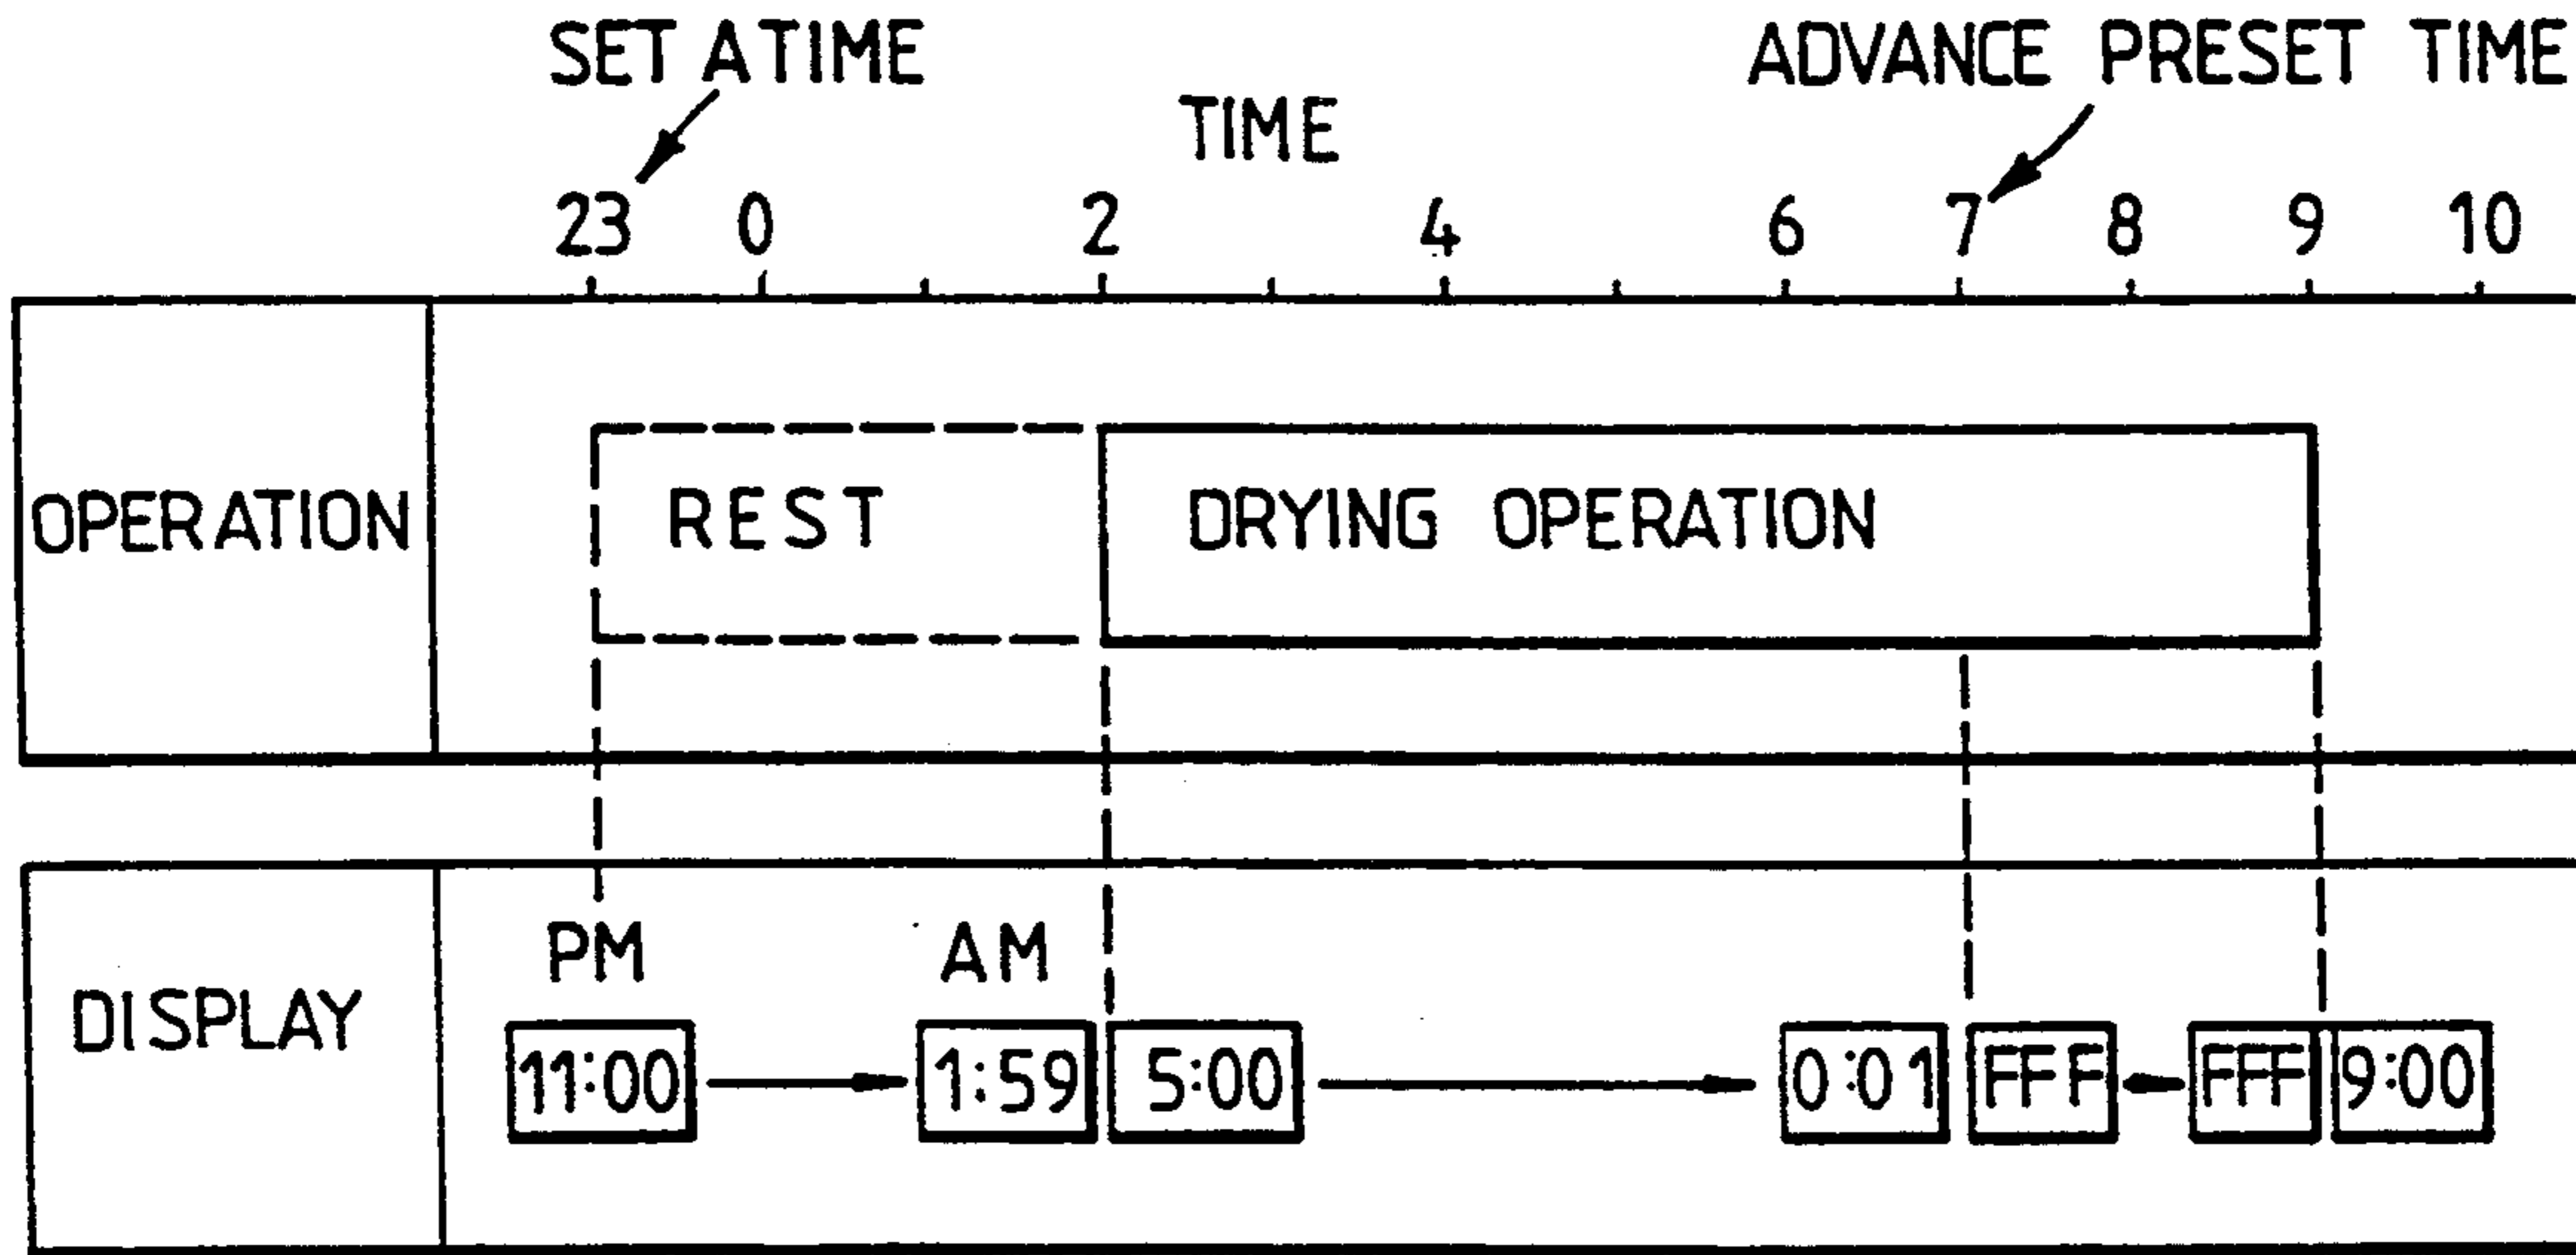 SET A TIME
ADVANCE PRESET TIME
TIME
23 0 2 4 6 7 8 9 10
OPERATION
REST
DRYING OPERATION
PM
AM
DISPLAY
11:00 1:59 5:00 0:01 FFF FFF 9:00